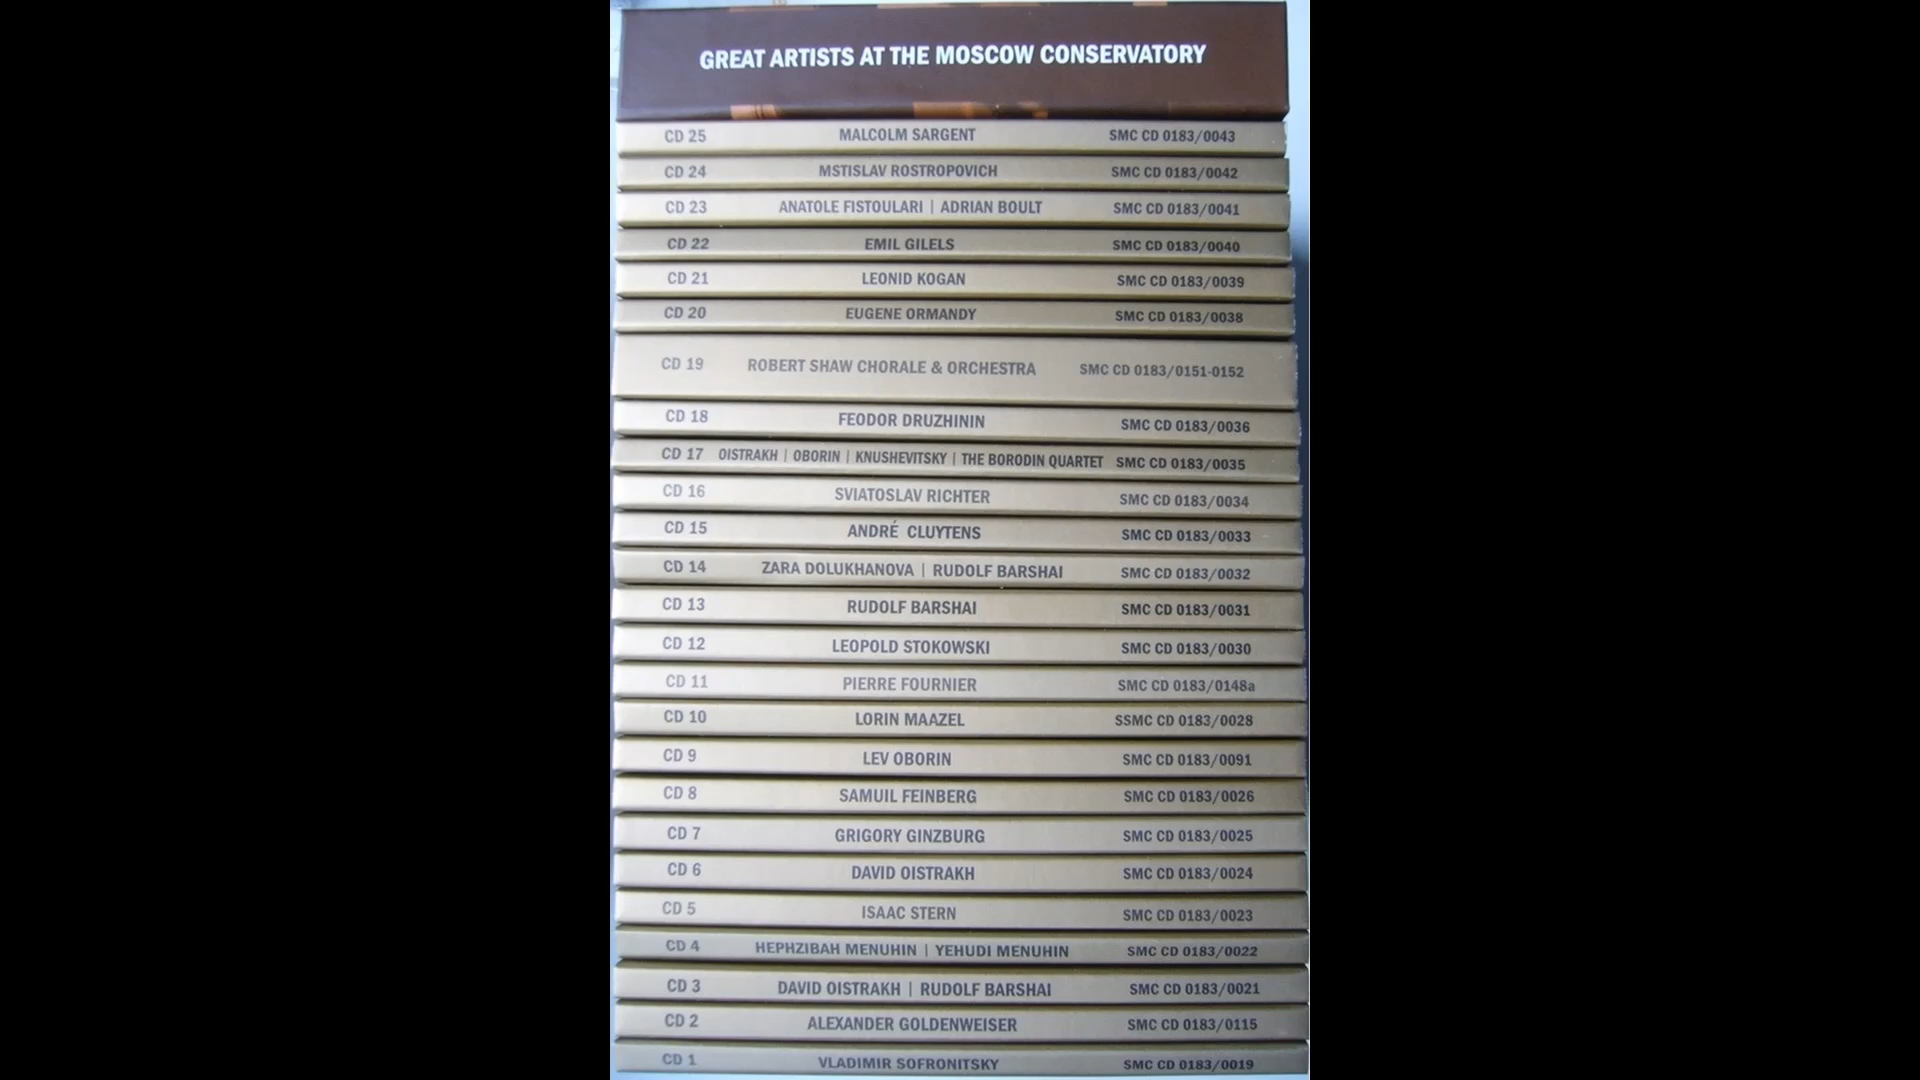 GREAT ARTISTS AT THE MOSCOW CONSERVATORY
CD 25 MALCOLM SARGENT SMC CD 0183/0043
CD 24 MSTISLAV ROSTROPOVICH SMC CD 0183/0042
CD 23 ANATOLE FISTOULARI | ADRIAN BOULT SMC CD 0183/0041
CD 22 EMIL GILELS SMC CD 0183/0040
CD 21 LEONID KOGAN SMC CD 0183/0039
CD 20 EUGENE ORMANDY SMC CD 0183/0038
CD 19 ROBERT SHAW CHORALE & ORCHESTRA SMC CD 0183/0151-0152
CD 18 FEODOR DRUZHININ SMC CD 0183/0036
CD 17 OISTRAKH | OBORIN | KNUSHEVITSKY | THE BORODIN QUARTET SMC CD 0183/0035
CD 16 SVIATOSLAV RICHTER SMC CD 0183/0034
CD 15 ANDRÉ CLUYTENS SMC CD 0183/0033
CD 14 ZARA DOLUKHANOVA | RUDOLF BARSHAI SMC CD 0183/0032
CD 13 RUDOLF BARSHAI SMC CD 0183/0031
CD 12 LEOPOLD STOKOWSKI SMC CD 0183/0030
CD 11 PIERRE FOURNIER SMC CD 0183/0148a
CD 10 LORIN MAAZEL SSMC CD 0183/0028
CD 9 LEV OBORIN SMC CD 0183/0091
CD 8 SAMUIL FEINBERG SMC CD 0183/0026
CD 7 GRIGORY GINZBURG SMC CD 0183/0025
CD 6 DAVID OISTRAKH SMC CD 0183/0024
CD 5 ISAAC STERN SMC CD 0183/0023
CD 4 HEPHZIBAH MENUHIN | YEHUDI MENUHIN SMC CD 0183/0022
CD 3 DAVID OISTRAKH | RUDOLF BARSHAI SMC CD 0183/0021
CD 2 ALEXANDER GOLDENWEISER SMC CD 0183/0115
CD 1 VLADIMIR SOFRONITSKY SMC CD 0183/0019